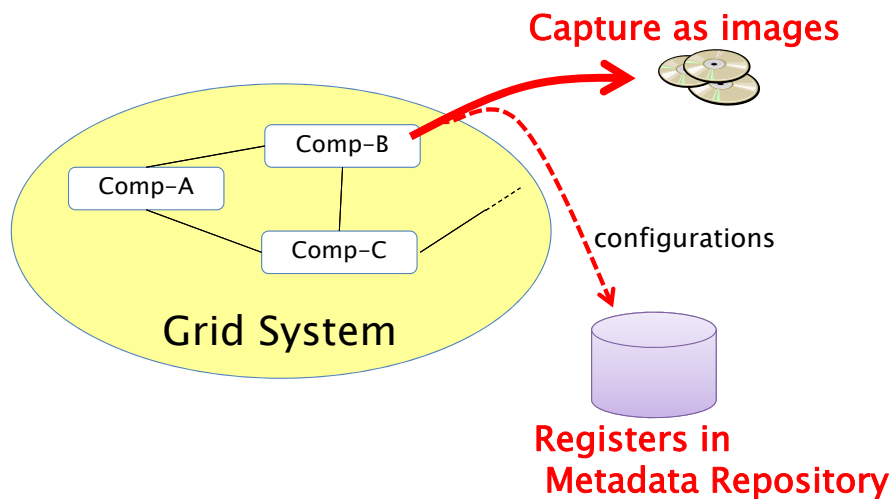 Capture as images
Comp-B
Comp-A
Comp-C
configurations
Grid System
Registers in
Metadata Repository